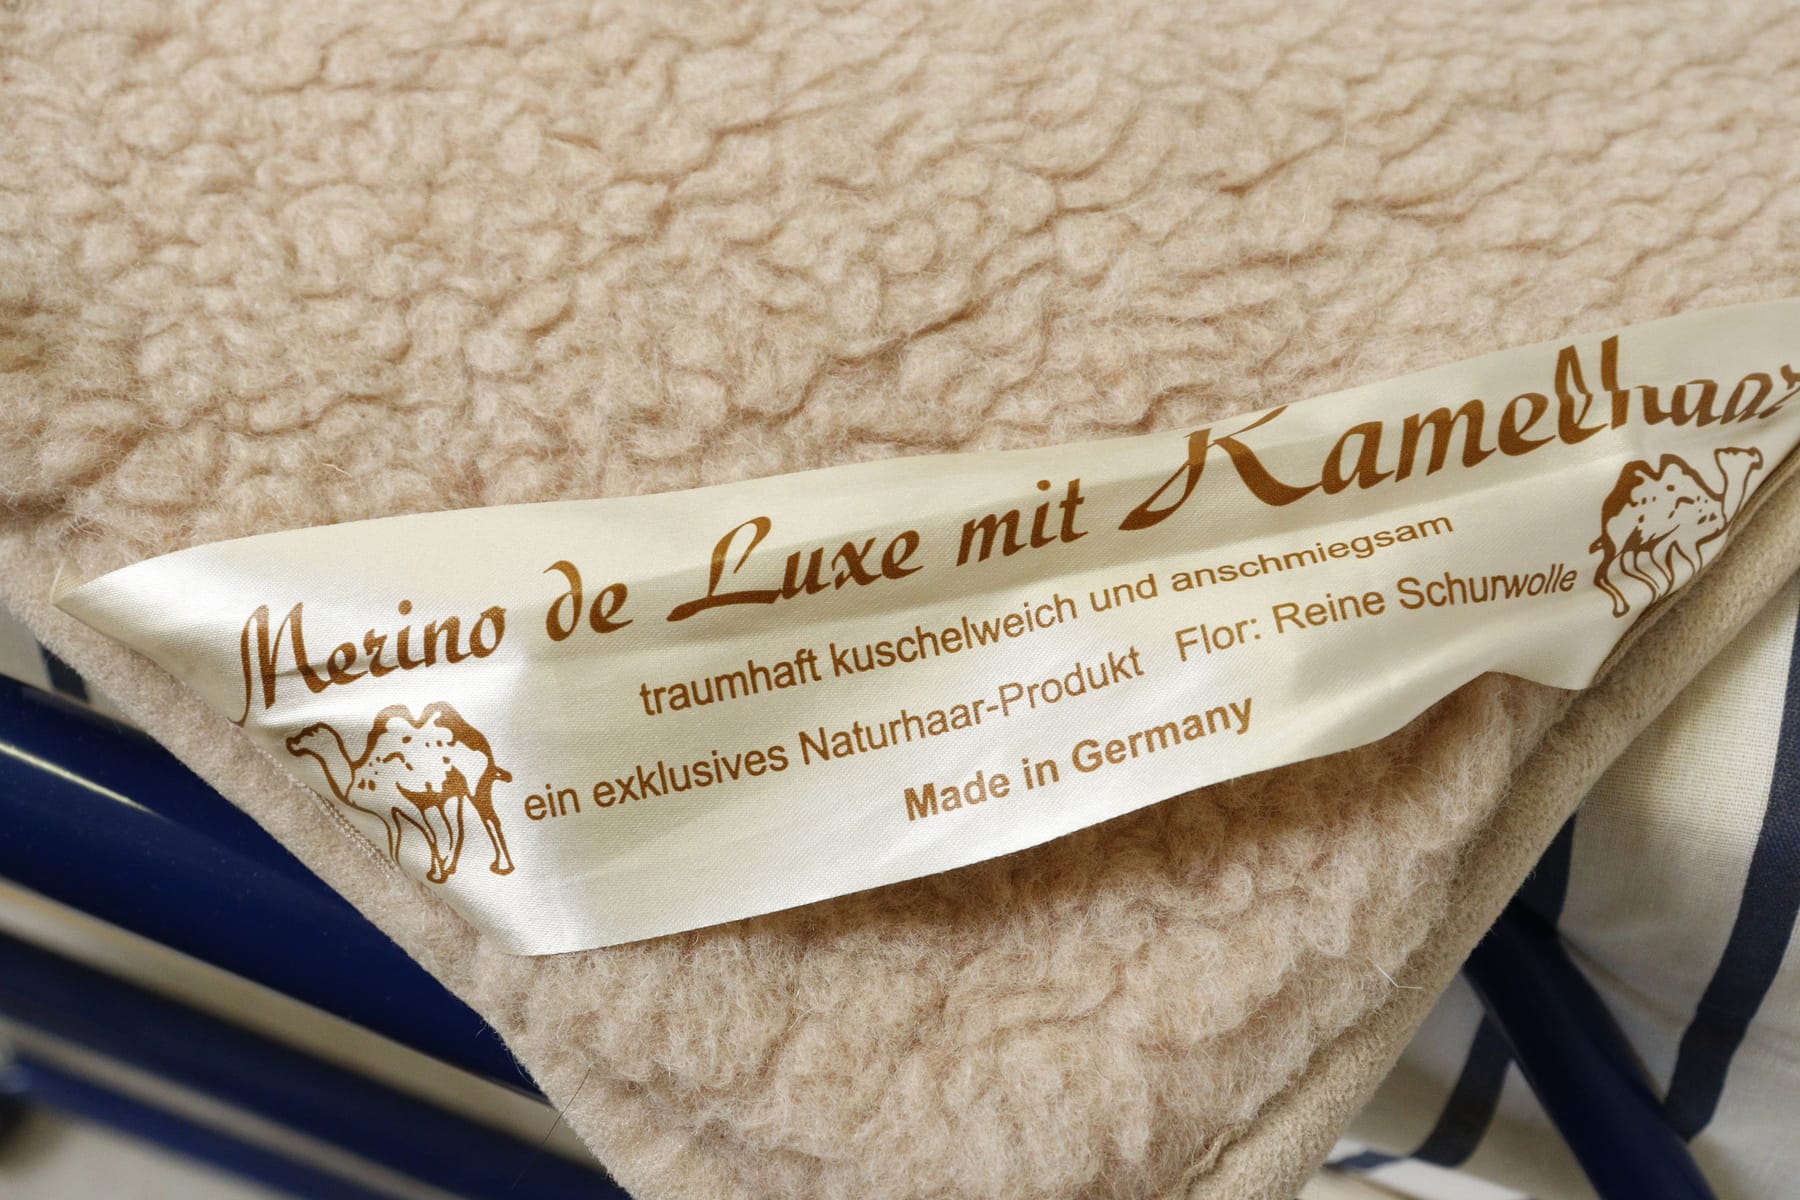 Merino de Luxe mit Kamelhaar
traumhaft kuschelweich und anschmiegsam
ein exklusives Naturhaar-Produkt Flor: Reine Schurwolle
Made in Germany